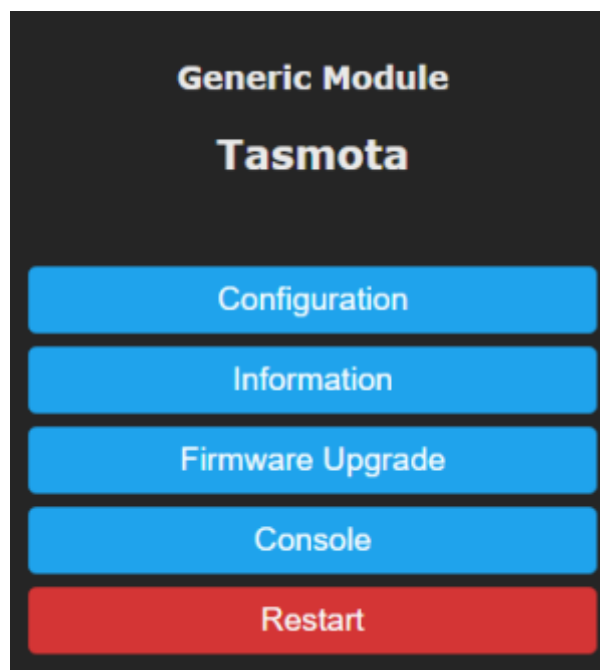 Generic Module
Tasmota
Configuration
Information
Firmware Upgrade
Console
Restart